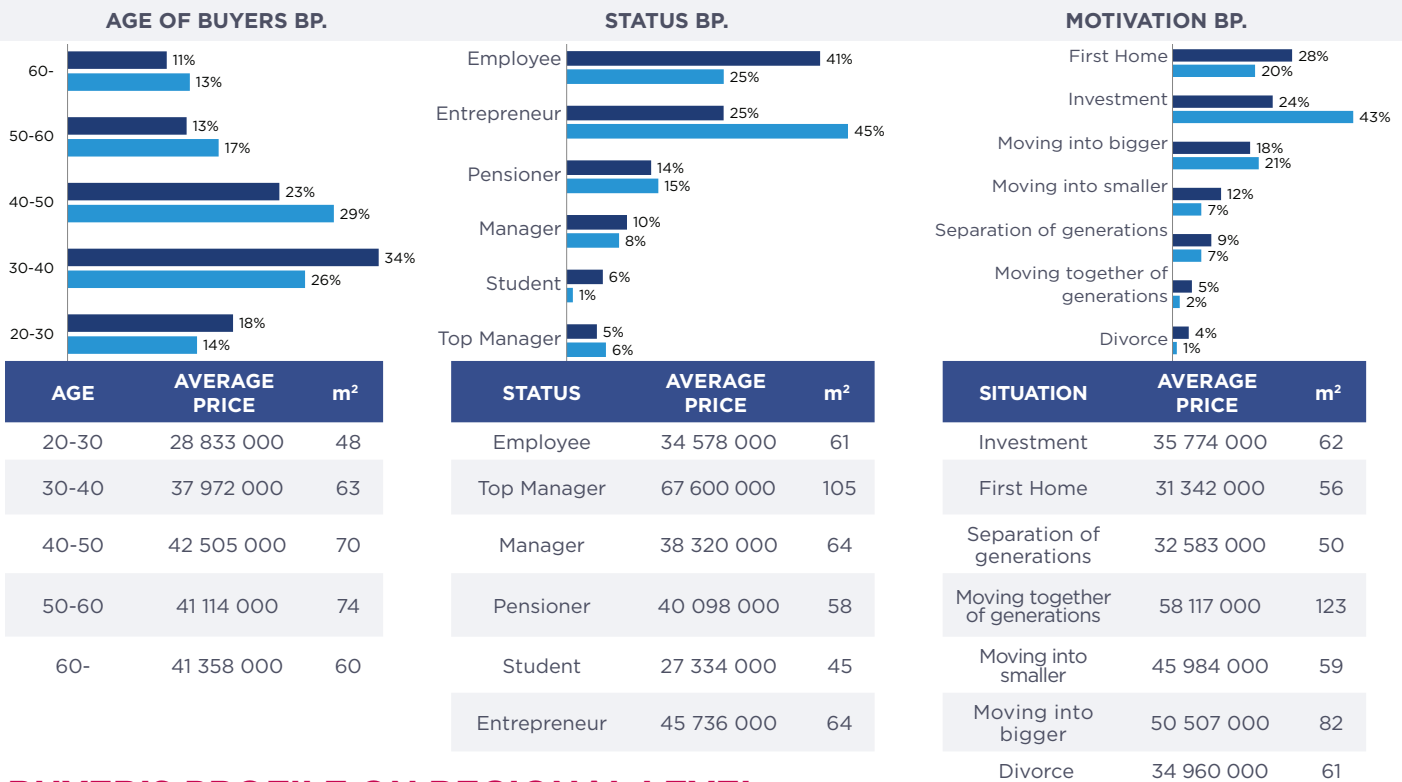 AGE OF BUYERS BP.
60-
11%
13%
50-60
13%
17%
40-50
23%
29%
30-40
34%
26%
20-30
18%
14%
AGE AVERAGE PRICE m²
20-30 28 833 000 48
30-40 37 972 000 63
40-50 42 505 000 70
50-60 41 114 000 74
60- 41 358 000 60
STATUS BP.
Employee
41%
25%
Entrepreneur
25%
45%
Pensioner
14%
15%
Manager
10%
8%
Student
6%
1%
Top Manager
5%
6%
STATUS AVERAGE PRICE m²
Employee 34 578 000 61
Top Manager 67 600 000 105
Manager 38 320 000 64
Pensioner 40 098 000 58
Student 27 334 000 45
Entrepreneur 45 736 000 64
MOTIVATION BP.
First Home
28%
20%
Investment
24%
43%
Moving into bigger
18%
21%
Moving into smaller
12%
7%
Separation of generations
9%
7%
Moving together of
generations
5%
2%
Divorce
4%
1%
SITUATION AVERAGE PRICE m²
Investment 35 774 000 62
First Home 31 342 000 56
Separation of generations 32 583 000 50
Moving together of generations 58 117 000 123
Moving into smaller 45 984 000 59
Moving into bigger 50 507 000 82
Divorce 34 960 000 61